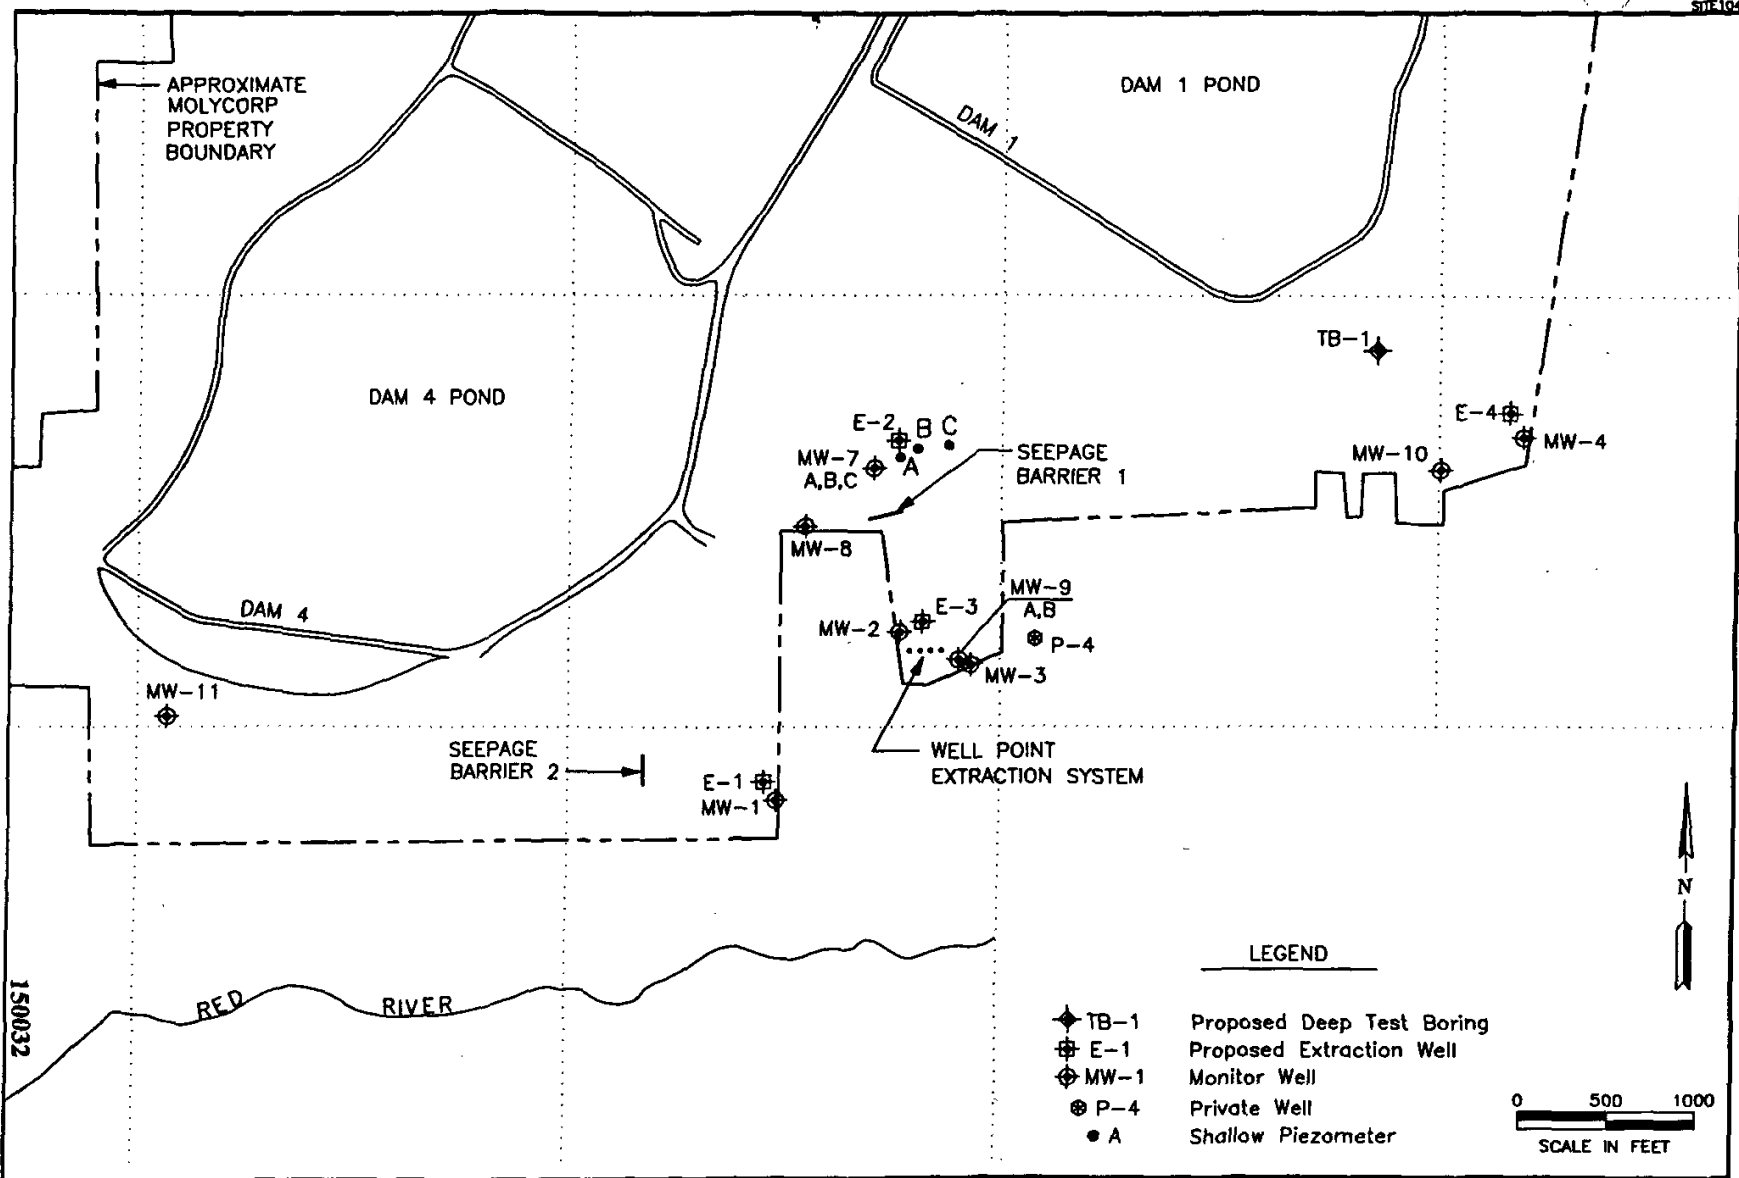 SITE104
APPROXIMATE
MOLYCORP
PROPERTY
BOUNDARY
DAM 1 POND
DAM 1
TB-1
DAM 4 POND
E-2
B
C
A
MW-7
A,B,C
SEEPAGE
BARRIER 1
E-4
MW-4
MW-10
MW-8
MW-9
A,B
E-3
MW-2
P-4
MW-3
DAM 4
MW-11
SEEPAGE
BARRIER 2
E-1
MW-1
WELL POINT
EXTRACTION SYSTEM
N
RED RIVER
150032
LEGEND
TB-1 Proposed Deep Test Boring
E-1 Proposed Extraction Well
MW-1 Monitor Well
P-4 Private Well
A Shallow Piezometer
0 500 1000
SCALE IN FEET